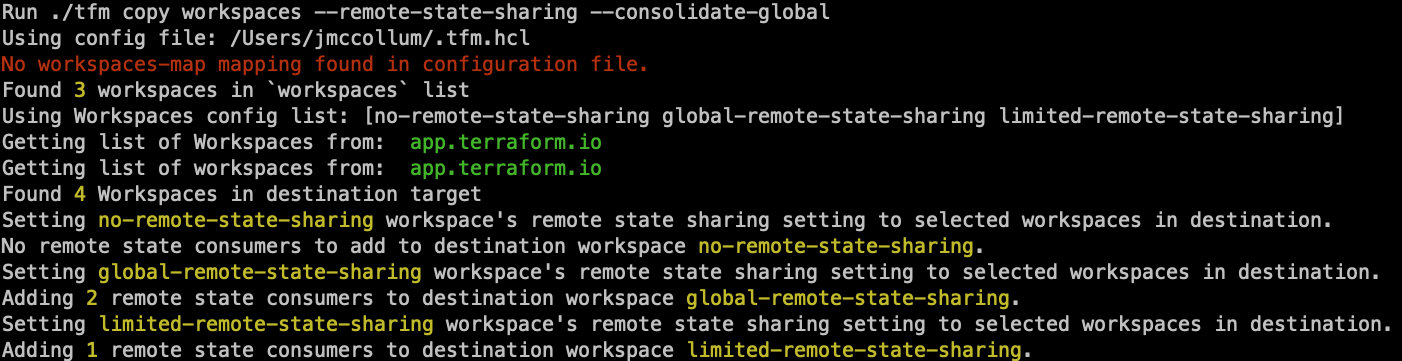 Run ./tfm copy workspaces --remote-state-sharing --consolidate-global
Using config file: /Users/jmccollum/.tfm.hcl
No workspaces-map mapping found in configuration file.
Found 3 workspaces in `workspaces` list
Using Workspaces config list: [no-remote-state-sharing global-remote-state-sharing limited-remote-state-sharing]
Getting list of Workspaces from:  app.terraform.io
Getting list of workspaces from:  app.terraform.io
Found 4 Workspaces in destination target
Setting no-remote-state-sharing workspace's remote state sharing setting to selected workspaces in destination.
No remote state consumers to add to destination workspace no-remote-state-sharing.
Setting global-remote-state-sharing workspace's remote state sharing setting to selected workspaces in destination.
Adding 2 remote state consumers to destination workspace global-remote-state-sharing.
Setting limited-remote-state-sharing workspace's remote state sharing setting to selected workspaces in destination.
Adding 1 remote state consumers to destination workspace limited-remote-state-sharing.